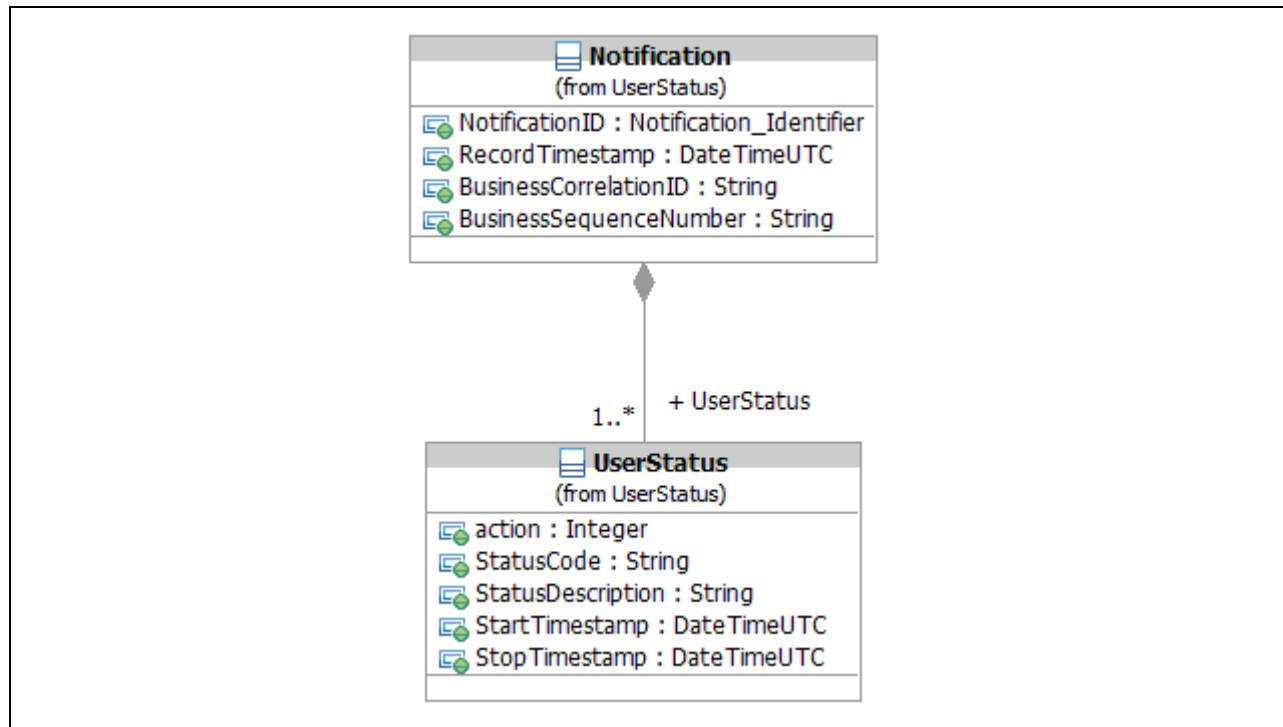 Notification
(from UserStatus)
NotificationID : Notification_Identifier
RecordTimestamp : DateTimeUTC
BusinessCorrelationID : String
BusinessSequenceNumber : String
1..*
+ UserStatus
UserStatus
(from UserStatus)
action : Integer
StatusCode : String
StatusDescription : String
StartTimestamp : DateTimeUTC
StopTimestamp : DateTimeUTC